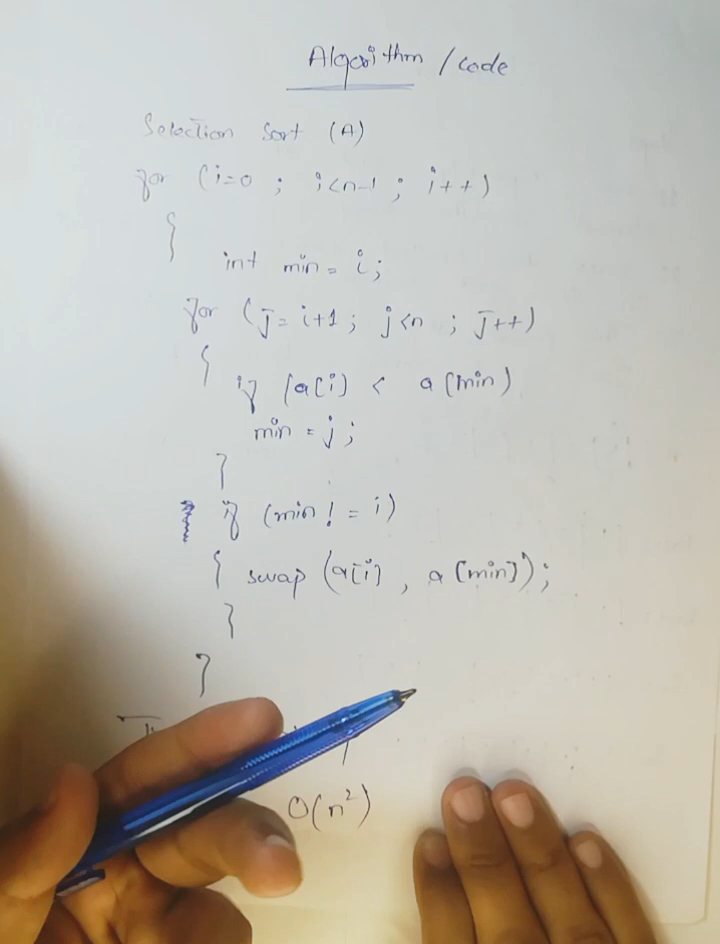 Algorithm / code
Selection Sort (A)
for (i=0 ; i<n-1 ; i++)
{
int min = i;
for (j= i+1 ; j<n ; j++)
{
if (a[i] < a[min)
min = j;
}
if (min != i)
{ swap (a[i] , a[min]);
}
}
O(n²)